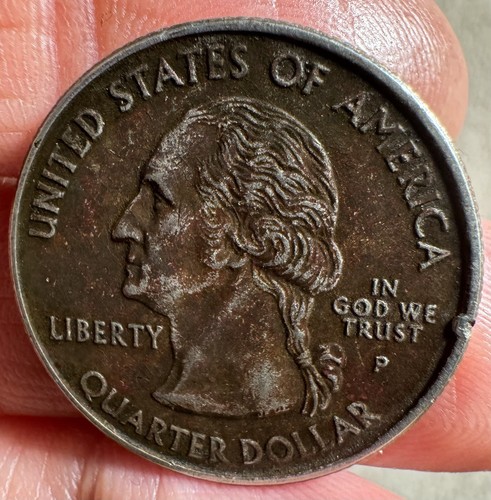 UNITED STATES OF AMERICA
LIBERTY
IN
GOD WE
TRUST
P
QUARTER DOLLAR